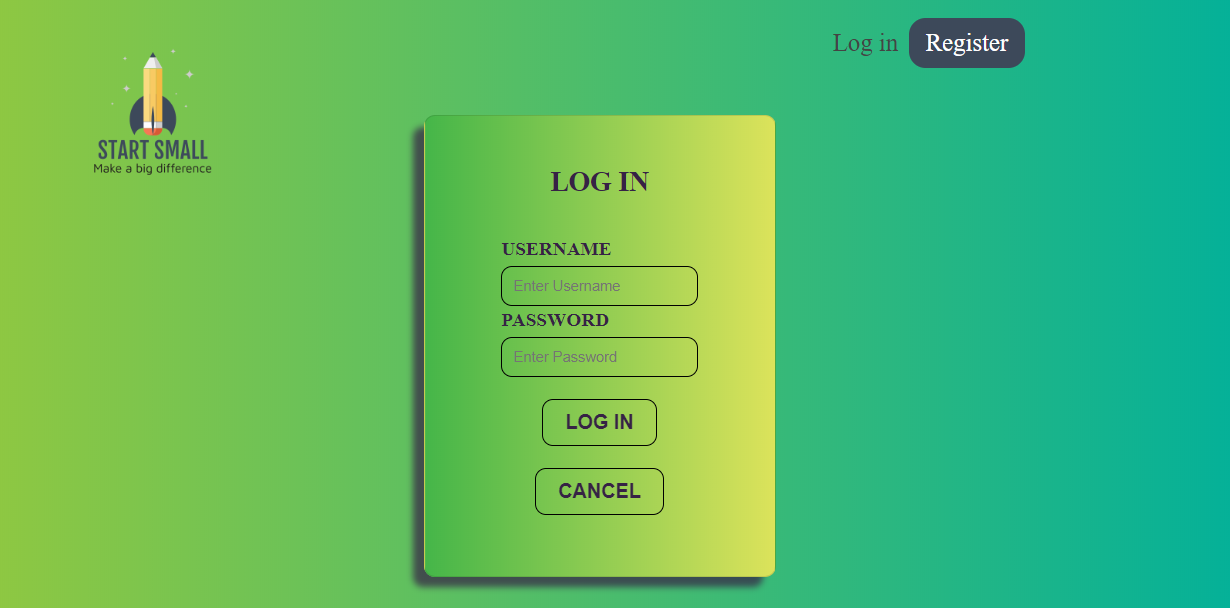 Log in
Register
START SMALL
Make a big difference
LOG IN
USERNAME
Enter Username
PASSWORD
Enter Password
LOG IN
CANCEL